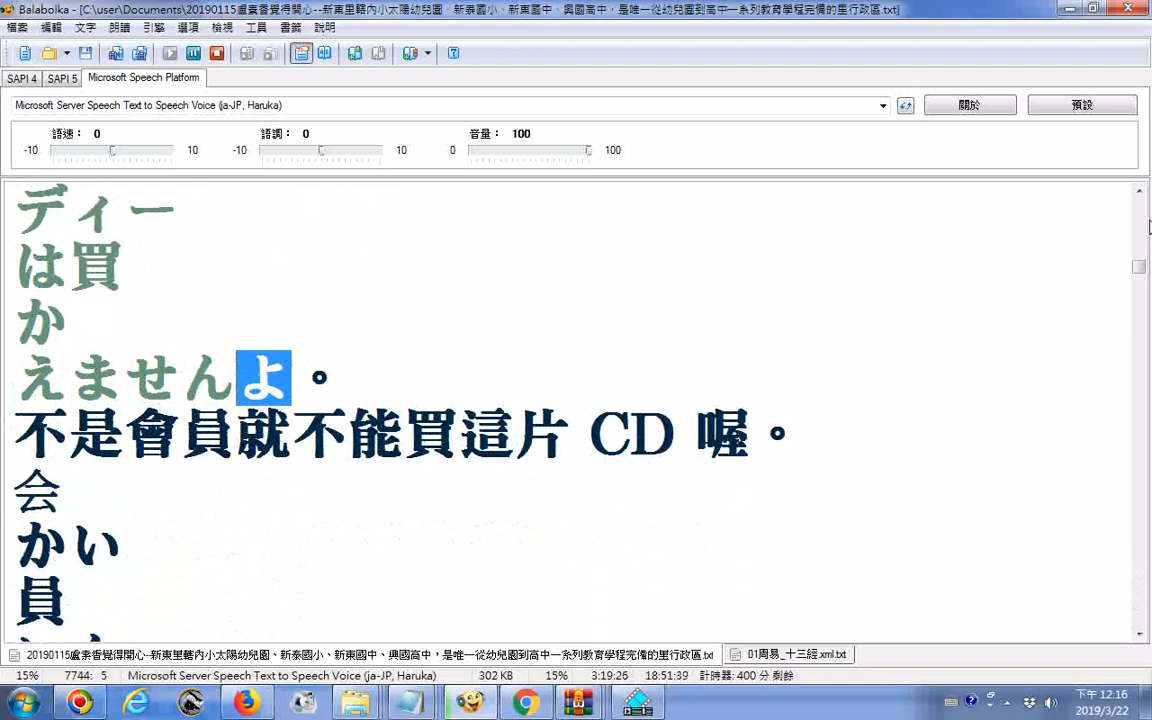 Balabolka - [C:\user\Documents\20190115盧素香覺得開心--新東里轄內小太陽幼兒園、新泰國小、新東國中、興國高中，是唯一從幼兒園到高中一系列教育學程完備的里行政區.txt]
檔案 編輯 文字 朗讀 引擎 選項 檢視 工具 書籤 說明
SAPI 4 SAPI 5 Microsoft Speech Platform
Microsoft Server Speech Text to Speech Voice (ja-JP, Haruka) 關於 預設
語速： 0 語調： 0 音量： 100
-10 10 -10 10 0 100
ディー
は買
か
えませんよ。
不是會員就不能買這片 CD 喔。
会
かい
員
20190115盧素香覺得開心--新東里轄內小太陽幼兒園、新泰國小、新東國中、興國高中，是唯一從幼兒園到高中一系列教育學程完備的里行政區.txt 01周易_十三經.xml.txt
15% 7744: 5 Microsoft Server Speech Text to Speech Voice (ja-JP, Haruka) 302 KB 15% 3:19:26 18:51:39 計時器: 400 分 剩餘
下午 12:16
2019/3/22